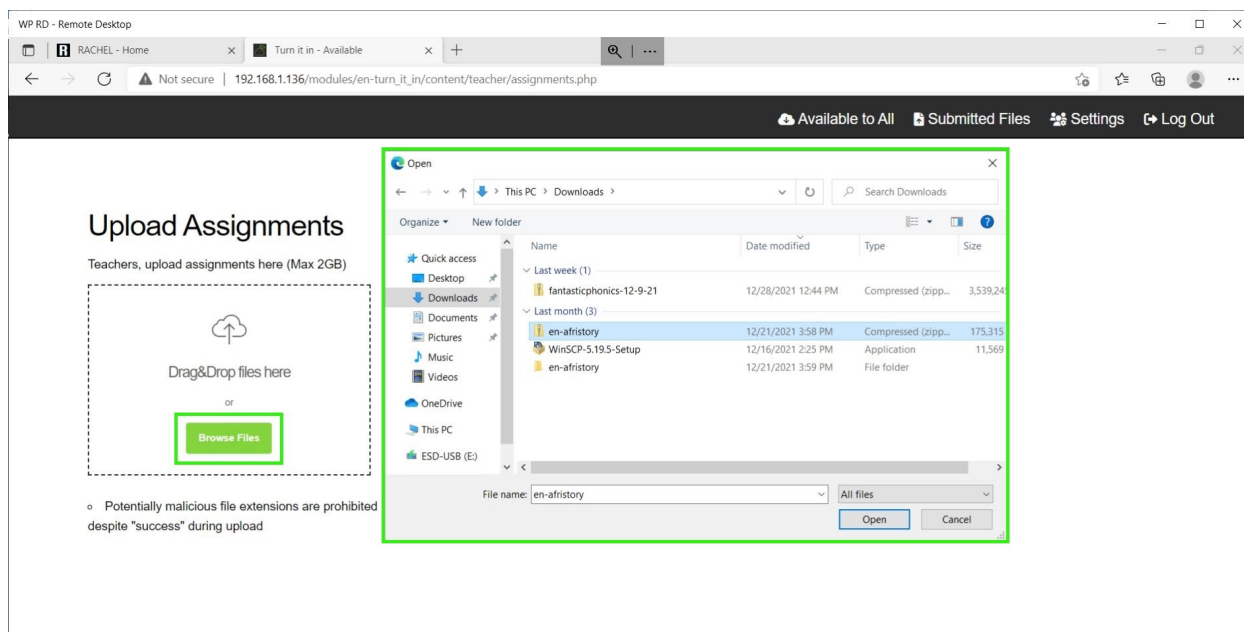 WP RD - Remote Desktop
RACHEL - Home
Turn it in - Available
Not secure | 192.168.1.136/modules/en-turn_it_in/content/teacher/assignments.php
Available to All Submitted Files Settings Log Out
Upload Assignments
Teachers, upload assignments here (Max 2GB)
Drag&Drop files here
or
Browse Files
Potentially malicious file extensions are prohibited
despite "success" during upload
Open
This PC > Downloads >
Search Downloads
Organize
New folder
Quick access
Desktop
Downloads
Documents
Pictures
Music
Videos
OneDrive
This PC
ESD-USB (E:)
Name Date modified Type Size
Last week (1)
fantasticphonics-12-9-21 12/28/2021 12:44 PM Compressed (zipp... 3,539,24
Last month (3)
en-afristory 12/21/2021 3:58 PM Compressed (zipp... 175,315
WinSCP-5.19.5-Setup 12/16/2021 2:25 PM Application 11,569
en-afristory 12/21/2021 3:59 PM File folder
File name: en-afristory
All files
Open
Cancel